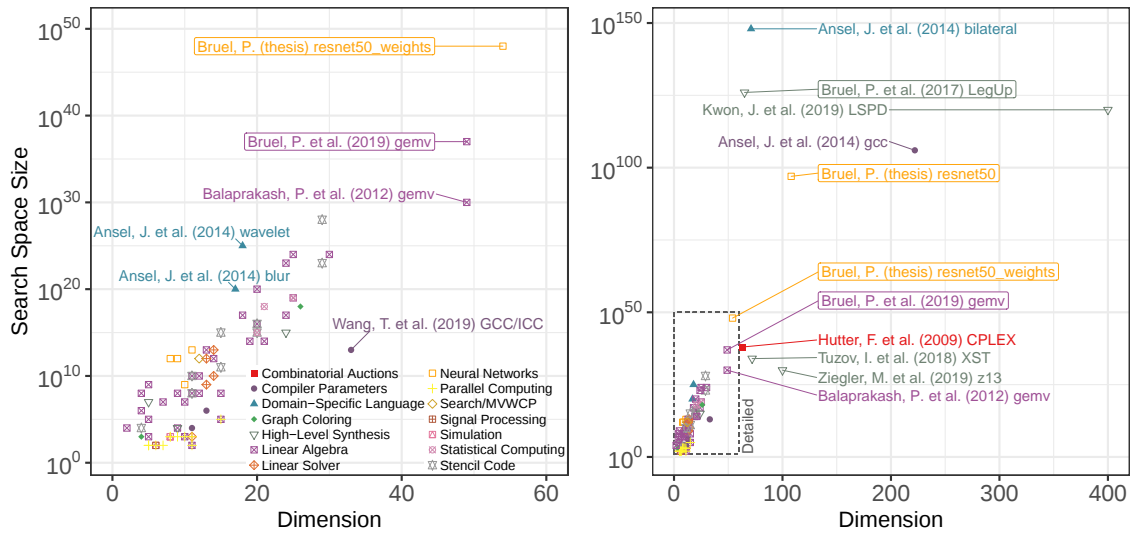 Search Space Size
10^50
10^40
10^30
10^20
10^10
10^0
Bruel, P. (thesis) resnet50_weights
Bruel, P. et al. (2019) gemv
Balaprakash, P. (2012) gemv
Ansel, J. et al. (2014) wavelet
Ansel, J. et al. (2014) blur
Wang, T. et al. (2019) GCC/ICC
Combinatorial Auctions
Compiler Parameters
Domain−Specific Language
Graph Coloring
High−Level Synthesis
Linear Algebra
Linear Solver
Neural Networks
Parallel Computing
Search/MVWCP
Signal Processing
Simulation
Statistical Computing
Stencil Code
0
20
40
60
Dimension
10^150
10^100
10^50
10^0
Ansel, J. et al. (2014) bilateral
Bruel, P. et al. (2017) LegUp
Kwon, J. et al. (2019) LSPD
Ansel, J. et al. (2014) gcc
Bruel, P. (thesis) resnet50
Bruel, P. (thesis) resnet50_weights
Bruel, P. et al. (2019) gemv
Hutter, F. et al. (2009) CPLEX
Tuzov, I. et al. (2018) XST
Ziegler, M. et al. (2019) z13
Balaprakash, P. et al. (2012) gemv
Detailed
0
100
200
300
400
Dimension